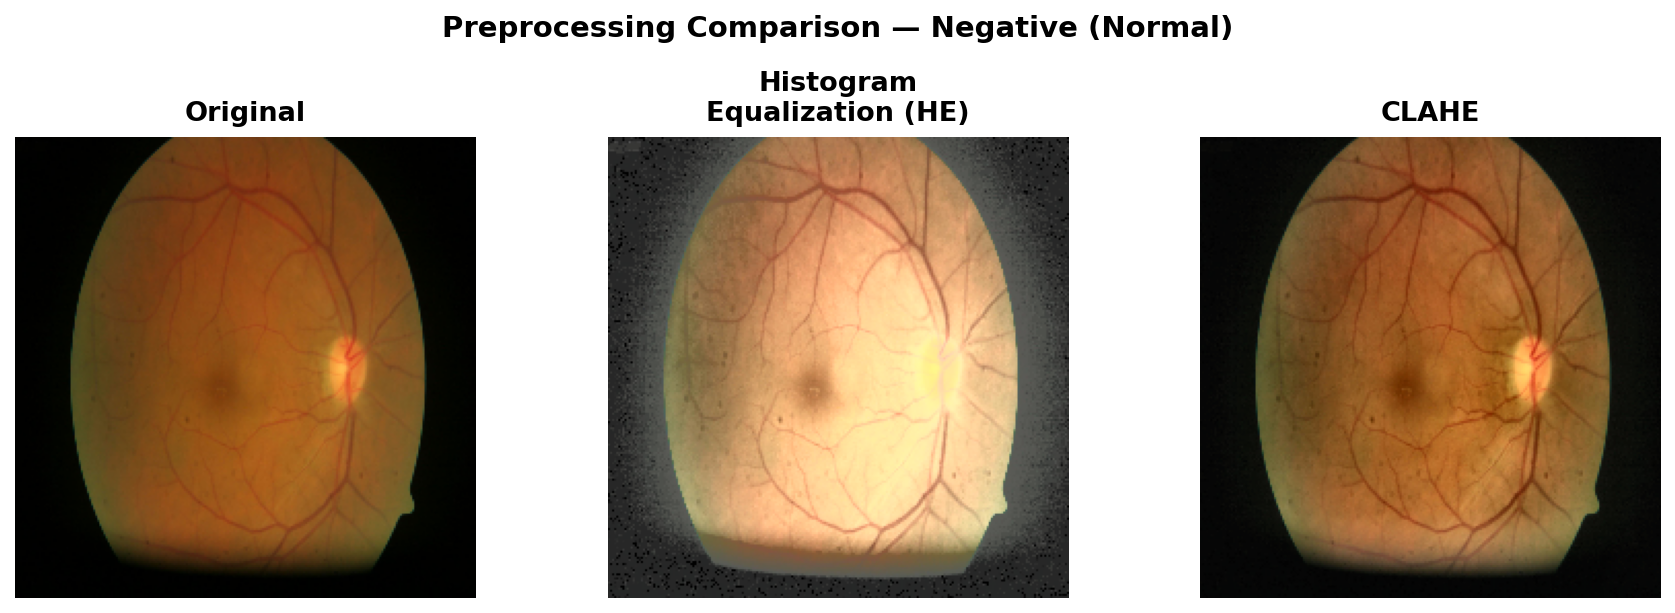 Preprocessing Comparison — Negative (Normal)
Original
Histogram
Equalization (HE)
CLAHE